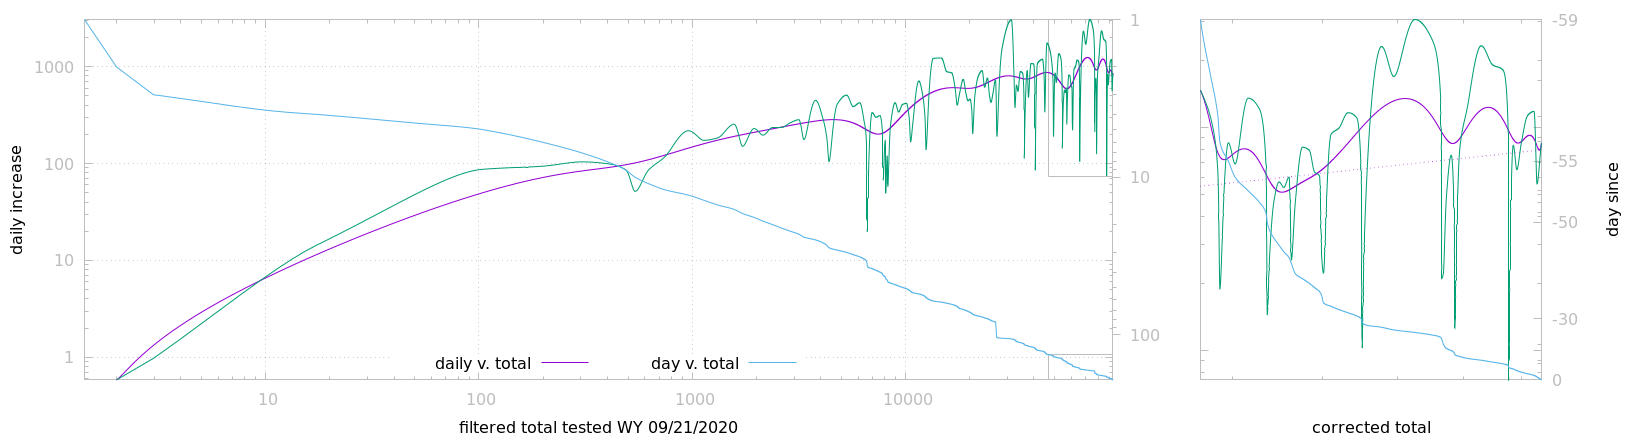 daily increase
1000
100
10
1
10
100
1000
10000
1
10
100
daily v. total
day v. total
filtered total tested WY 09/21/2020
-59
-55
-50
-30
0
day since
corrected total